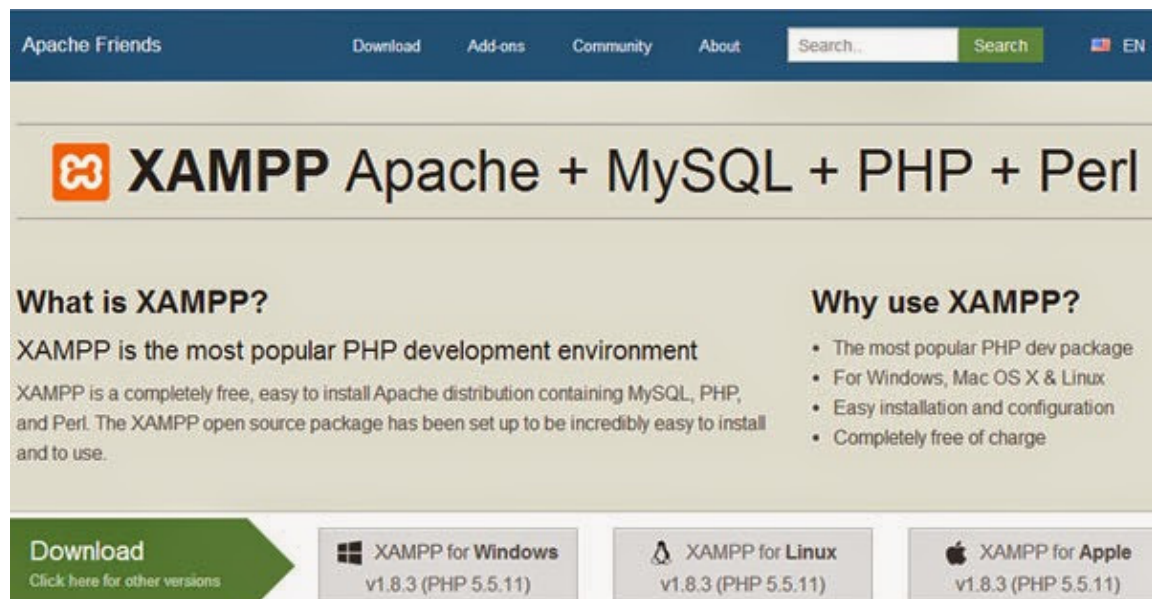 Apache Friends
Download
Add-ons
Community
About
Search..
Search
EN
XAMPP Apache + MySQL + PHP + Perl
What is XAMPP?
XAMPP is the most popular PHP development environment
XAMPP is a completely free, easy to install Apache distribution containing MySQL, PHP,
and Perl. The XAMPP open source package has been set up to be incredibly easy to install
and to use.
Why use XAMPP?
• The most popular PHP dev package
• For Windows, Mac OS X & Linux
• Easy installation and configuration
• Completely free of charge
Download
Click here for other versions
XAMPP for Windows
v1.8.3 (PHP 5.5.11)
XAMPP for Linux
v1.8.3 (PHP 5.5.11)
XAMPP for Apple
v1.8.3 (PHP 5.5.11)